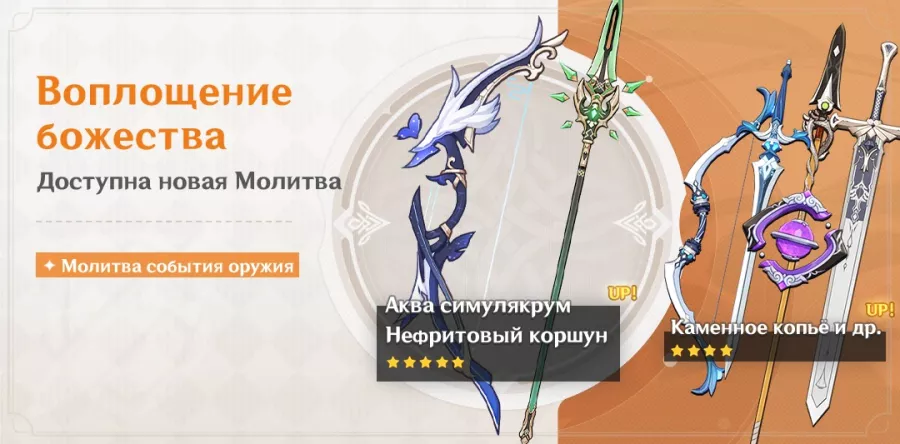 Воплощение
божества
Доступна новая Молитва
✦ Молитва события оружия
UP!
Аква симулякрум
Нефритовый коршун
UP!
Каменное копьё и др.